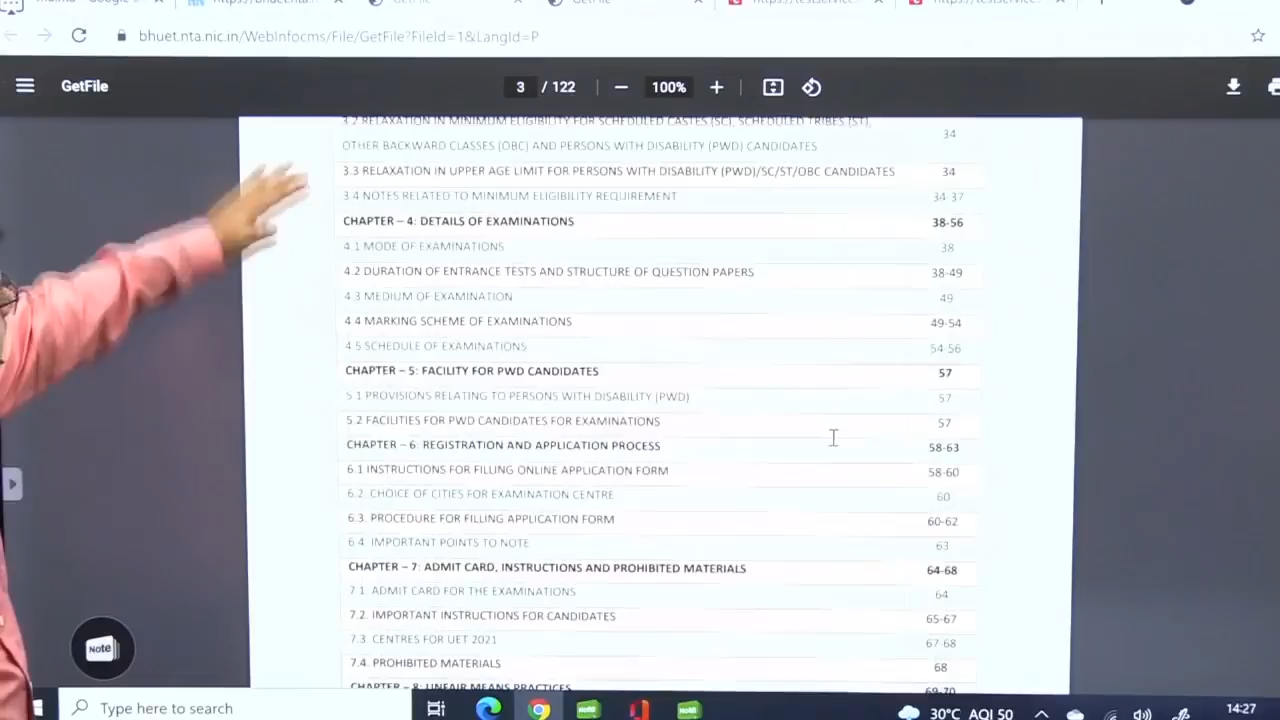 bhuet.nta.nic.in/WebInfocms/File/GetFile?FileId=1&LangId=P
GetFile
3 / 122
100%
3.2 RELAXATION IN MINIMUM ELIGIBILITY FOR SCHEDULED CASTES (SC), SCHEDULED TRIBES (ST), 34
OTHER BACKWARD CLASSES (OBC) AND PERSONS WITH DISABILITY (PWD) CANDIDATES
3.3 RELAXATION IN UPPER AGE LIMIT FOR PERSONS WITH DISABILITY (PWD)/SC/ST/OBC CANDIDATES 34
3.4 NOTES RELATED TO MINIMUM ELIGIBILITY REQUIREMENT 34-37
CHAPTER – 4: DETAILS OF EXAMINATIONS 38-56
4.1 MODE OF EXAMINATIONS 38
4.2 DURATION OF ENTRANCE TESTS AND STRUCTURE OF QUESTION PAPERS 38-49
4.3 MEDIUM OF EXAMINATION 49
4.4 MARKING SCHEME OF EXAMINATIONS 49-54
4.5 SCHEDULE OF EXAMINATIONS 54-56
CHAPTER – 5: FACILITY FOR PWD CANDIDATES 57
5.1 PROVISIONS RELATING TO PERSONS WITH DISABILITY (PWD) 57
5.2 FACILITIES FOR PWD CANDIDATES FOR EXAMINATIONS 57
CHAPTER – 6: REGISTRATION AND APPLICATION PROCESS 58-63
6.1 INSTRUCTIONS FOR FILLING ONLINE APPLICATION FORM 58-60
6.2. CHOICE OF CITIES FOR EXAMINATION CENTRE 60
6.3. PROCEDURE FOR FILLING APPLICATION FORM 60-62
6.4. IMPORTANT POINTS TO NOTE 63
CHAPTER – 7: ADMIT CARD, INSTRUCTIONS AND PROHIBITED MATERIALS 64-68
7.1. ADMIT CARD FOR THE EXAMINATIONS 64
7.2. IMPORTANT INSTRUCTIONS FOR CANDIDATES 65-67
7.3. CENTRES FOR UET 2021 67-68
7.4. PROHIBITED MATERIALS 68
CHAPTER – 8: UNFAIR MEANS PRACTICES 69-70
Note
Type here to search
30°C AQI 50
14:27